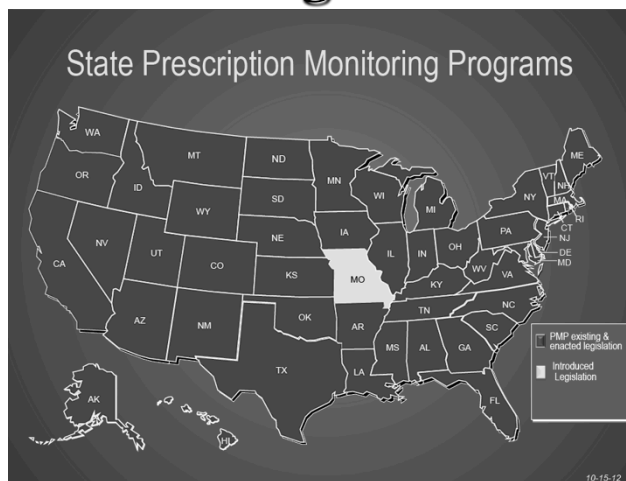 State Prescription Monitoring Programs
WA
MT
ND
ME
OR
ID
MN
WI
VT
NH
NY
MA
WY
SD
MI
RI
CT
NJ
IA
PA
NE
NV
UT
IL
IN
OH
DE
MD
CO
CA
KS
MO
WV
VA
KY
NC
TN
AZ
NM
OK
AR
SC
MS
AL
GA
TX
LA
FL
AK
HI
PMP existing &
enacted legislation
Introduced
Legislation
10-15-12